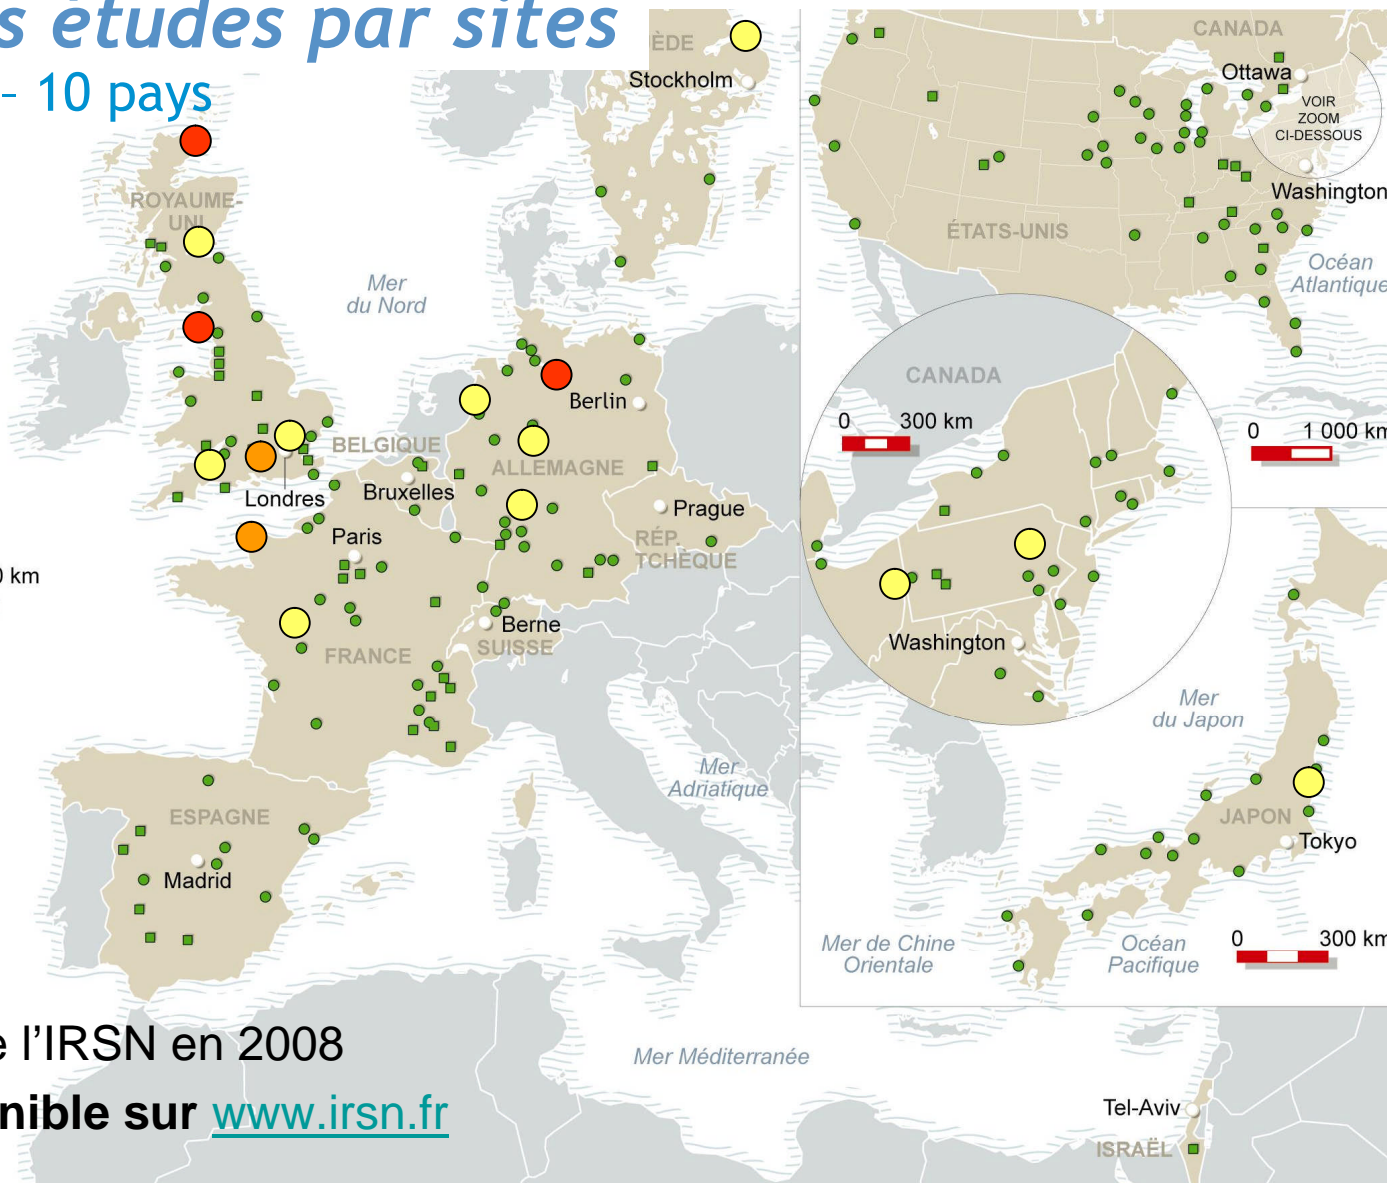 s études par sites
– 10 pays
ÈDE
Stockholm
ROYAUME-
UNI
Mer
du Nord
Berlin
BELGIQUE
ALLEMAGNE
Londres
Bruxelles
Prague
Paris
RÉP.
TCHÈQUE
0 km
Berne
SUISSE
FRANCE
Mer
Adriatique
ESPAGNE
Madrid
CANADA
Ottawa
VOIR
ZOOM
CI-DESSOUS
Washington
ÉTATS-UNIS
Océan
Atlantique
CANADA
0 300 km
0 1 000 km
Washington
Mer
du Japon
JAPON
Tokyo
Mer de Chine
Orientale
Océan
Pacifique
0 300 km
e l’IRSN en 2008
nible sur www.irsn.fr
Mer Méditerranée
Tel-Aviv
ISRAËL